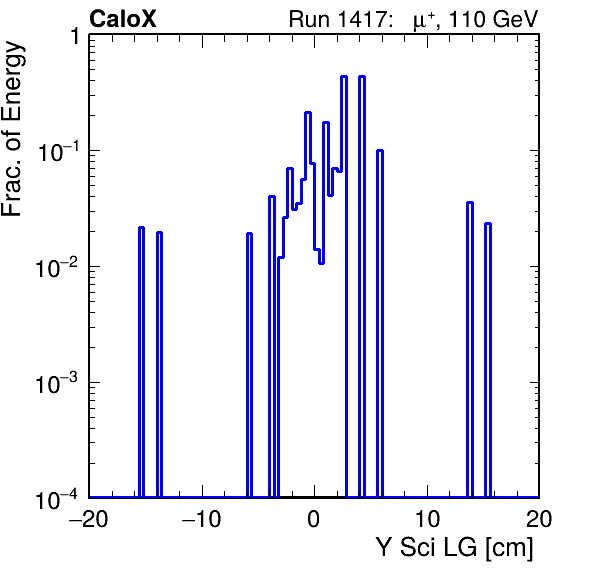 CaloX Run 1417: μ⁺, 110 GeV
Frac. of Energy
1
10⁻¹
10⁻²
10⁻³
10⁻⁴
−20 −10 0 10 20
Y Sci LG [cm]